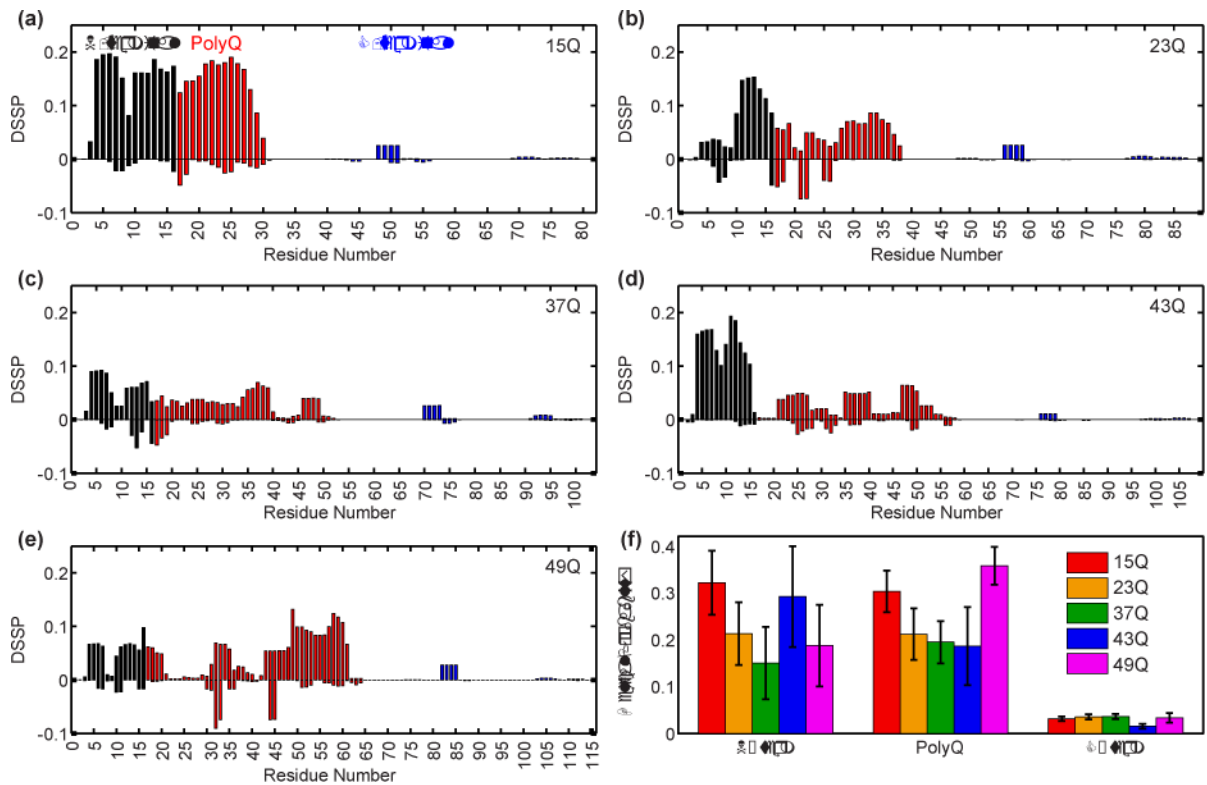 (a)
PolyQ
15Q
DSSP
0.2
0.1
0
-0.1
0 5 10 15 20 25 30 35 40 45 50 55 60 65 70 75 80
Residue Number
(b)
23Q
DSSP
0.2
0.1
0
-0.1
0 5 10 15 20 25 30 35 40 45 50 55 60 65 70 75 80 85
Residue Number
(c)
37Q
DSSP
0.2
0.1
0
-0.1
0 5 10 15 20 25 30 35 40 45 50 55 60 65 70 75 80 85 90 95 100
Residue Number
(d)
43Q
DSSP
0.2
0.1
0
-0.1
0 5 10 15 20 25 30 35 40 45 50 55 60 65 70 75 80 85 90 95 100 105
Residue Number
(e)
49Q
DSSP
0.2
0.1
0
-0.1
0 5 10 15 20 25 30 35 40 45 50 55 60 65 70 75 80 85 90 95 100 105 110 115
Residue Number
(f)
0.4
0.3
0.2
0.1
0
15Q
23Q
37Q
43Q
49Q
PolyQ